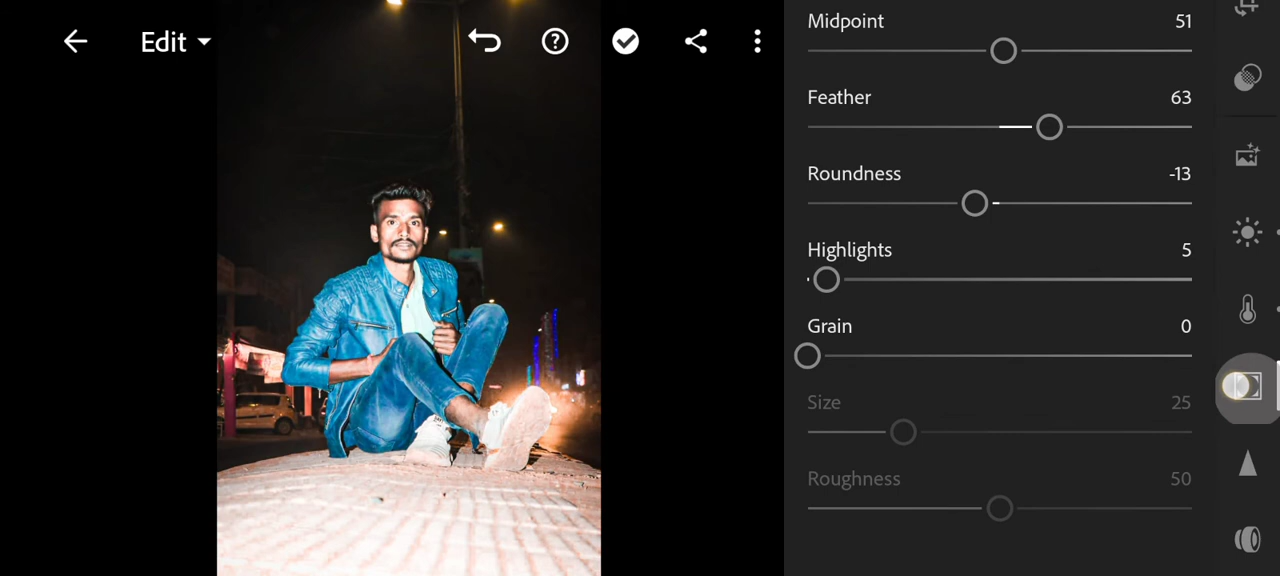 Edit
Midpoint 51
Feather 63
Roundness -13
Highlights 5
Grain 0
Size 25
Roughness 50